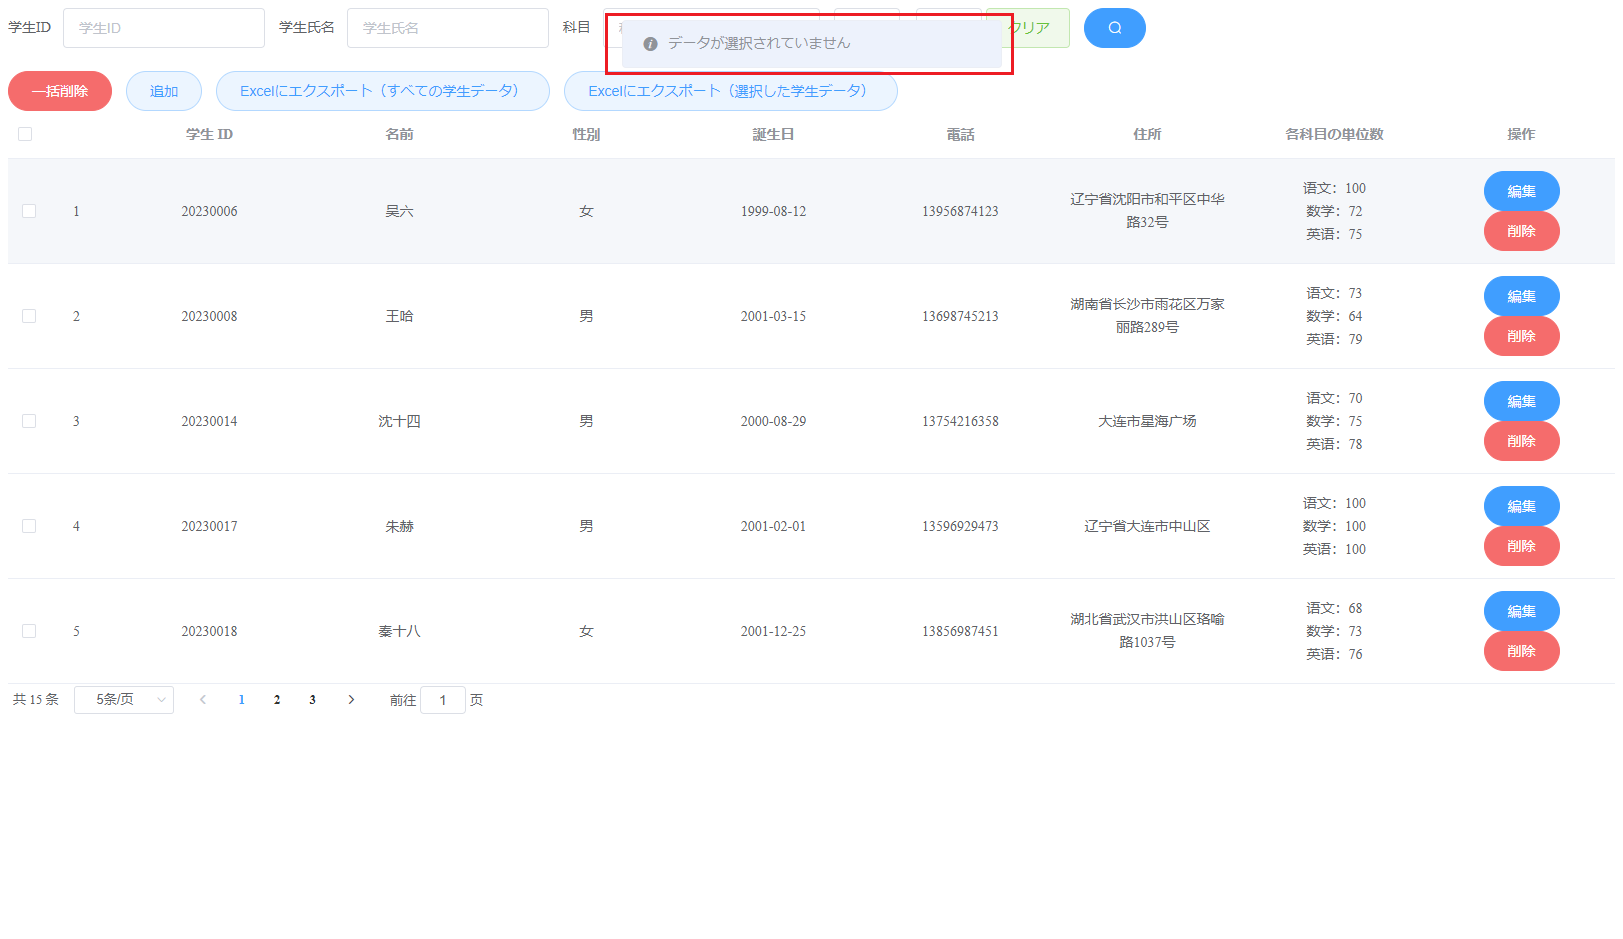 学生ID 学生ID 学生氏名 学生氏名 科目 クリア
データが選択されていません
一括削除 追加 Excelにエクスポート（すべての学生データ） Excelにエクスポート（選択した学生データ）
学生 ID 名前 性別 誕生日 電話 住所 各科目の単位数 操作
1 20230006 吴六 女 1999-08-12 13956874123 辽宁省沈阳市和平区中华
路32号
语文：100
数学：72
英语：75
編集
削除
2 20230008 王哈 男 2001-03-15 13698745213 湖南省长沙市雨花区万家
丽路289号
语文：73
数学：64
英语：79
編集
削除
3 20230014 沈十四 男 2000-08-29 13754216358 大连市星海广场
语文：70
数学：75
英语：78
編集
削除
4 20230017 朱赫 男 2001-02-01 13596929473 辽宁省大连市中山区
语文：100
数学：100
英语：100
編集
削除
5 20230018 秦十八 女 2001-12-25 13856987451 湖北省武汉市洪山区珞喻
路1037号
语文：68
数学：73
英语：76
編集
削除
共 15 条 5条/页 1 2 3 前往 1 页